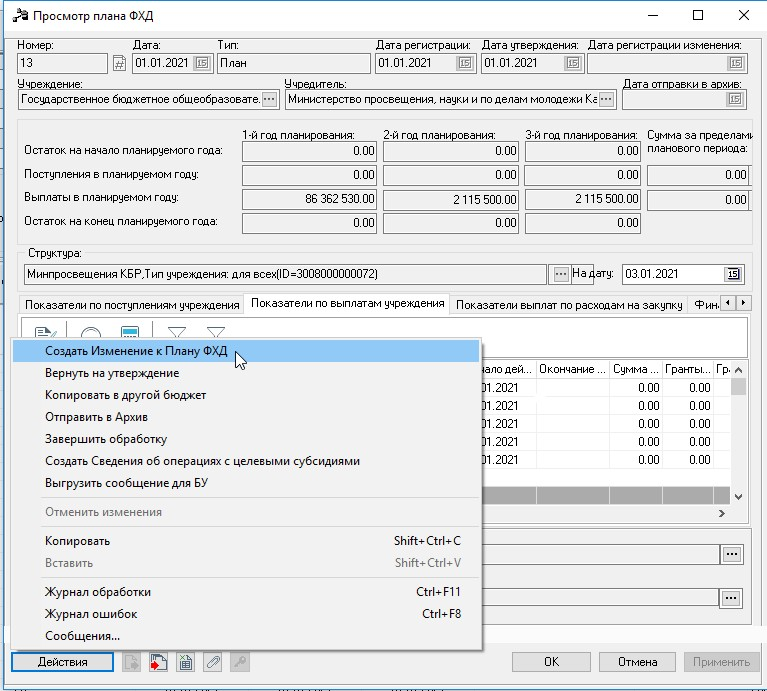 Просмотр плана ФХД
Номер: Дата: Тип: Дата регистрации: Дата утверждения: Дата регистрации изменения:
13 01.01.2021 15 План 01.01.2021 15 01.01.2021 15 15
Учреждение: Учредитель: Дата отправки в архив:
Государственное бюджетное общеобразовате. ... Министерство просвещения, науки и по делам молодежи Ка ... 15
1-й год планирования: 2-й год планирования: 3-й год планирования: Сумма за пределами
планового периода:
Остаток на начало планируемого года: 0.00 0.00 0.00
Поступления в планируемом году: 0.00 0.00 0.00 0.00
Выплаты в планируемом году: 86 362 530.00 2 115 500.00 2 115 500.00 0.00
Остаток на конец планируемого года: 0.00 0.00 0.00
Структура:
Минпросвещения КБР,Тип учреждения: для всех(ID=3008000000072) ... На дату: 03.01.2021 15
Показатели по поступлениям учреждения Показатели по выплатам учреждения Показатели выплат по расходам на закупку Фин
Создать Изменение к Плану ФХД
Вернуть на утверждение
Копировать в другой бюджет
Отправить в Архив
Завершить обработку
Создать Сведения об операциях с целевыми субсидиями
Выгрузить сообщение для БУ
Отменить изменения
Копировать Shift+Ctrl+C
Вставить Shift+Ctrl+V
Журнал обработки Ctrl+F11
Журнал ошибок Ctrl+F8
Сообщения...
чало дей... Окончание ... Сумма ... Гранты... Гр
01.2021 0.00 0.00
01.2021 0.00 0.00
01.2021 0.00 0.00
01.2021 0.00 0.00
01.2021 0.00 0.00
...
...
Действия OK Отмена Применить